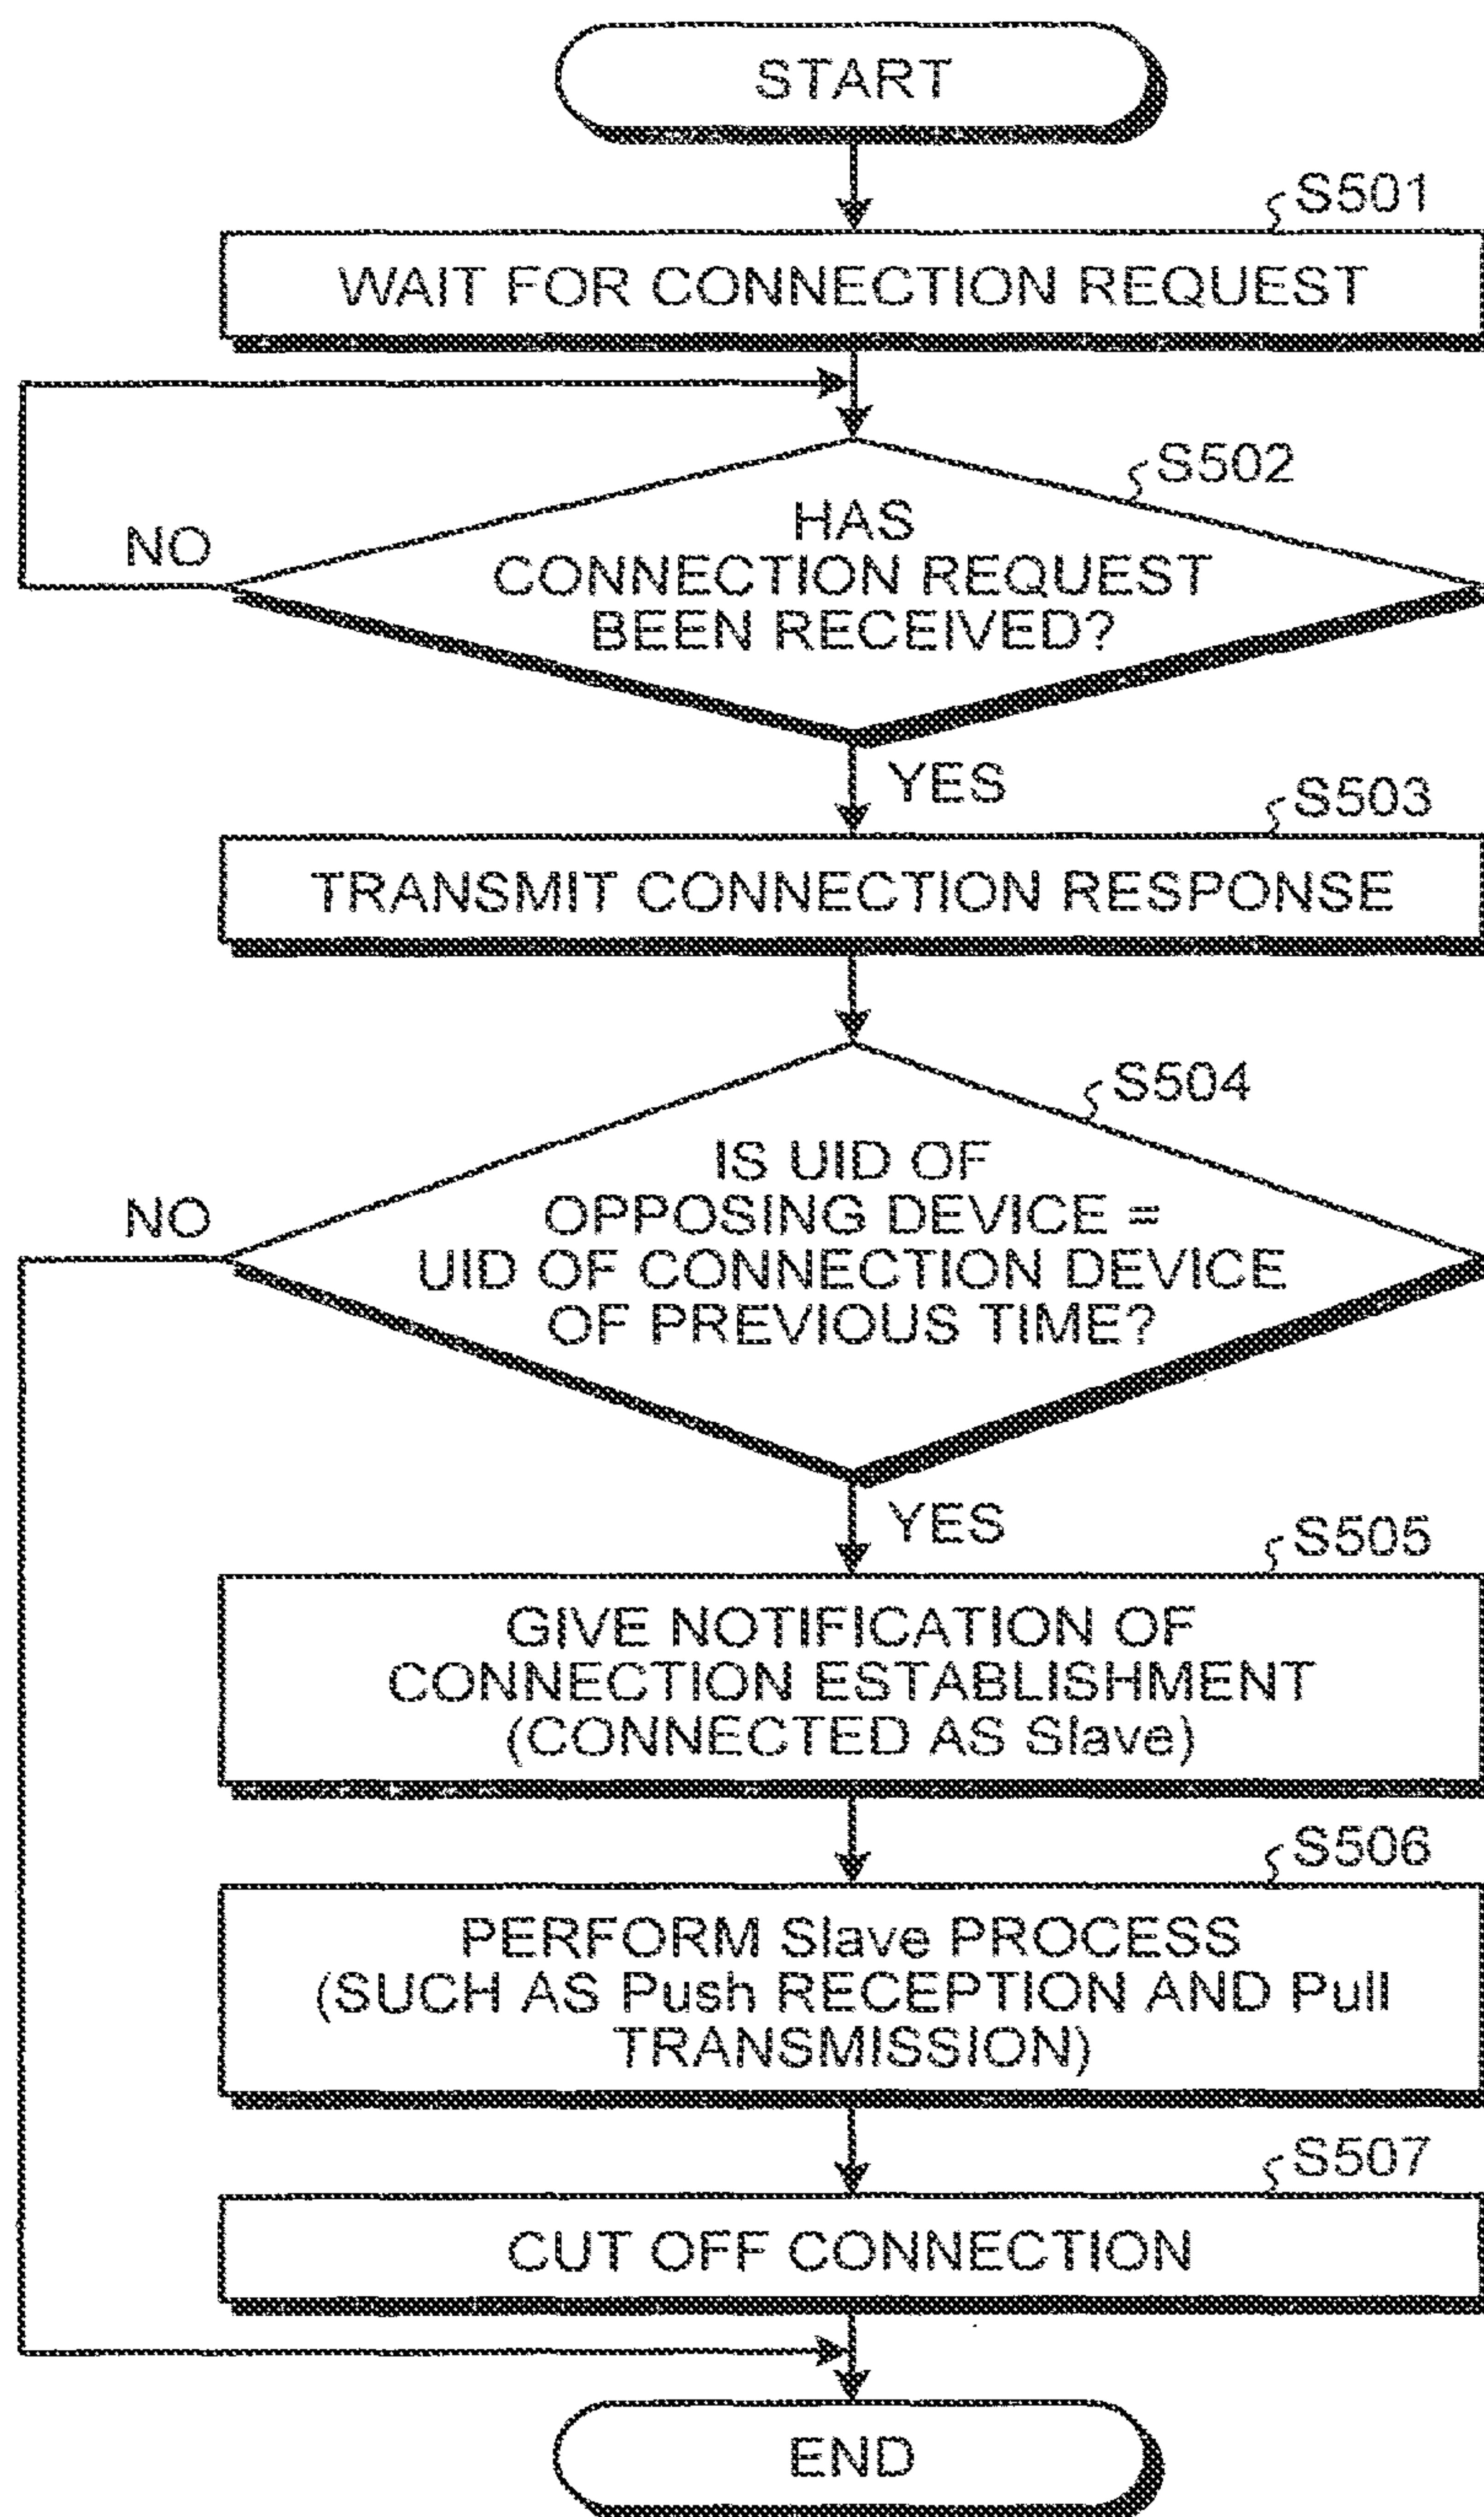 START
S501
WAIT FOR CONNECTION REQUEST
S502
HAS
CONNECTION REQUEST
BEEN RECEIVED?
NO
YES
S503
TRANSMIT CONNECTION RESPONSE
S504
IS UID OF
OPPOSING DEVICE =
UID OF CONNECTION DEVICE
OF PREVIOUS TIME?
NO
YES
S505
GIVE NOTIFICATION OF
CONNECTION ESTABLISHMENT
(CONNECTED AS Slave)
S506
PERFORM Slave PROCESS
(SUCH AS Push RECEPTION AND Pull
TRANSMISSION)
S507
CUT OFF CONNECTION
END